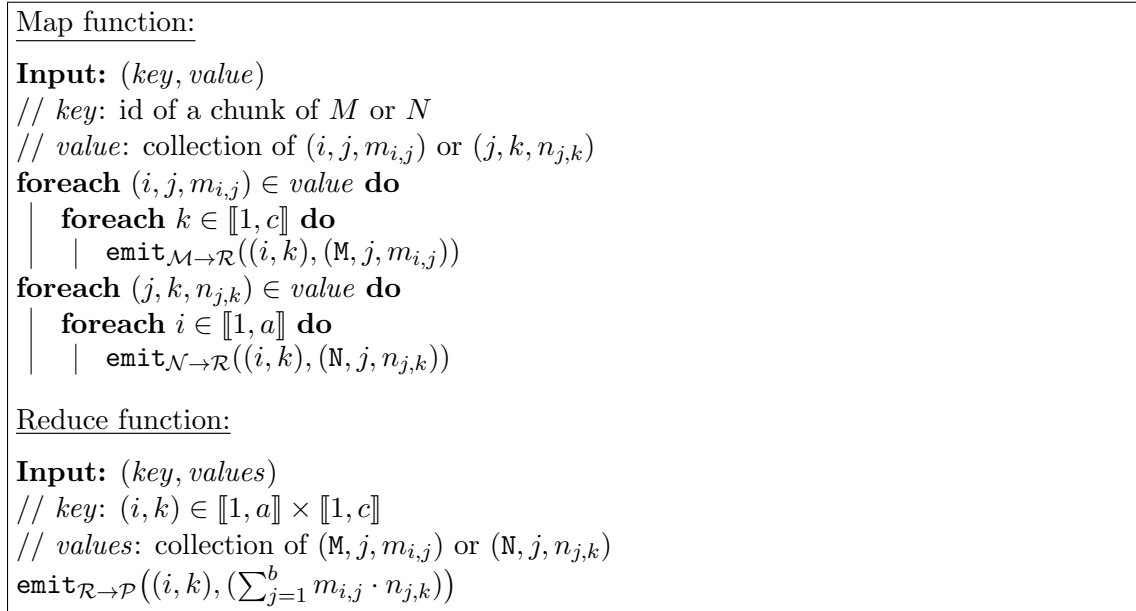 Map function:
Input: (key, value)
// key: id of a chunk of M or N
// value: collection of (i, j, m_{i,j}) or (j, k, n_{j,k})
foreach (i, j, m_{i,j}) ∈ value do
foreach k ∈ ⟦1, c⟧ do
emit_{ℳ→ℛ}((i, k), (M, j, m_{i,j}))
foreach (j, k, n_{j,k}) ∈ value do
foreach i ∈ ⟦1, a⟧ do
emit_{𝒩→ℛ}((i, k), (N, j, n_{j,k}))
Reduce function:
Input: (key, values)
// key: (i, k) ∈ ⟦1, a⟧ × ⟦1, c⟧
// values: collection of (M, j, m_{i,j}) or (N, j, n_{j,k})
emit_{ℛ→𝒫}((i, k), (∑_{j=1}^{b} m_{i,j} · n_{j,k}))